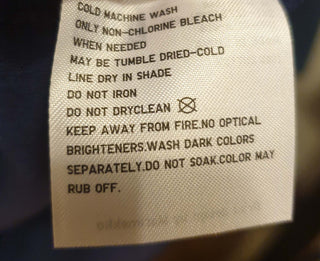 COLD MACHINE WASH
ONLY NON-CHLORINE BLEACH
WHEN NEEDED
MAY BE TUMBLE DRIED-COLD
LINE DRY IN SHADE
DO NOT IRON
DO NOT DRYCLEAN
KEEP AWAY FROM FIRE.NO OPTICAL
BRIGHTENERS.WASH DARK COLORS
SEPARATELY.DO NOT SOAK.COLOR MAY
RUB OFF.